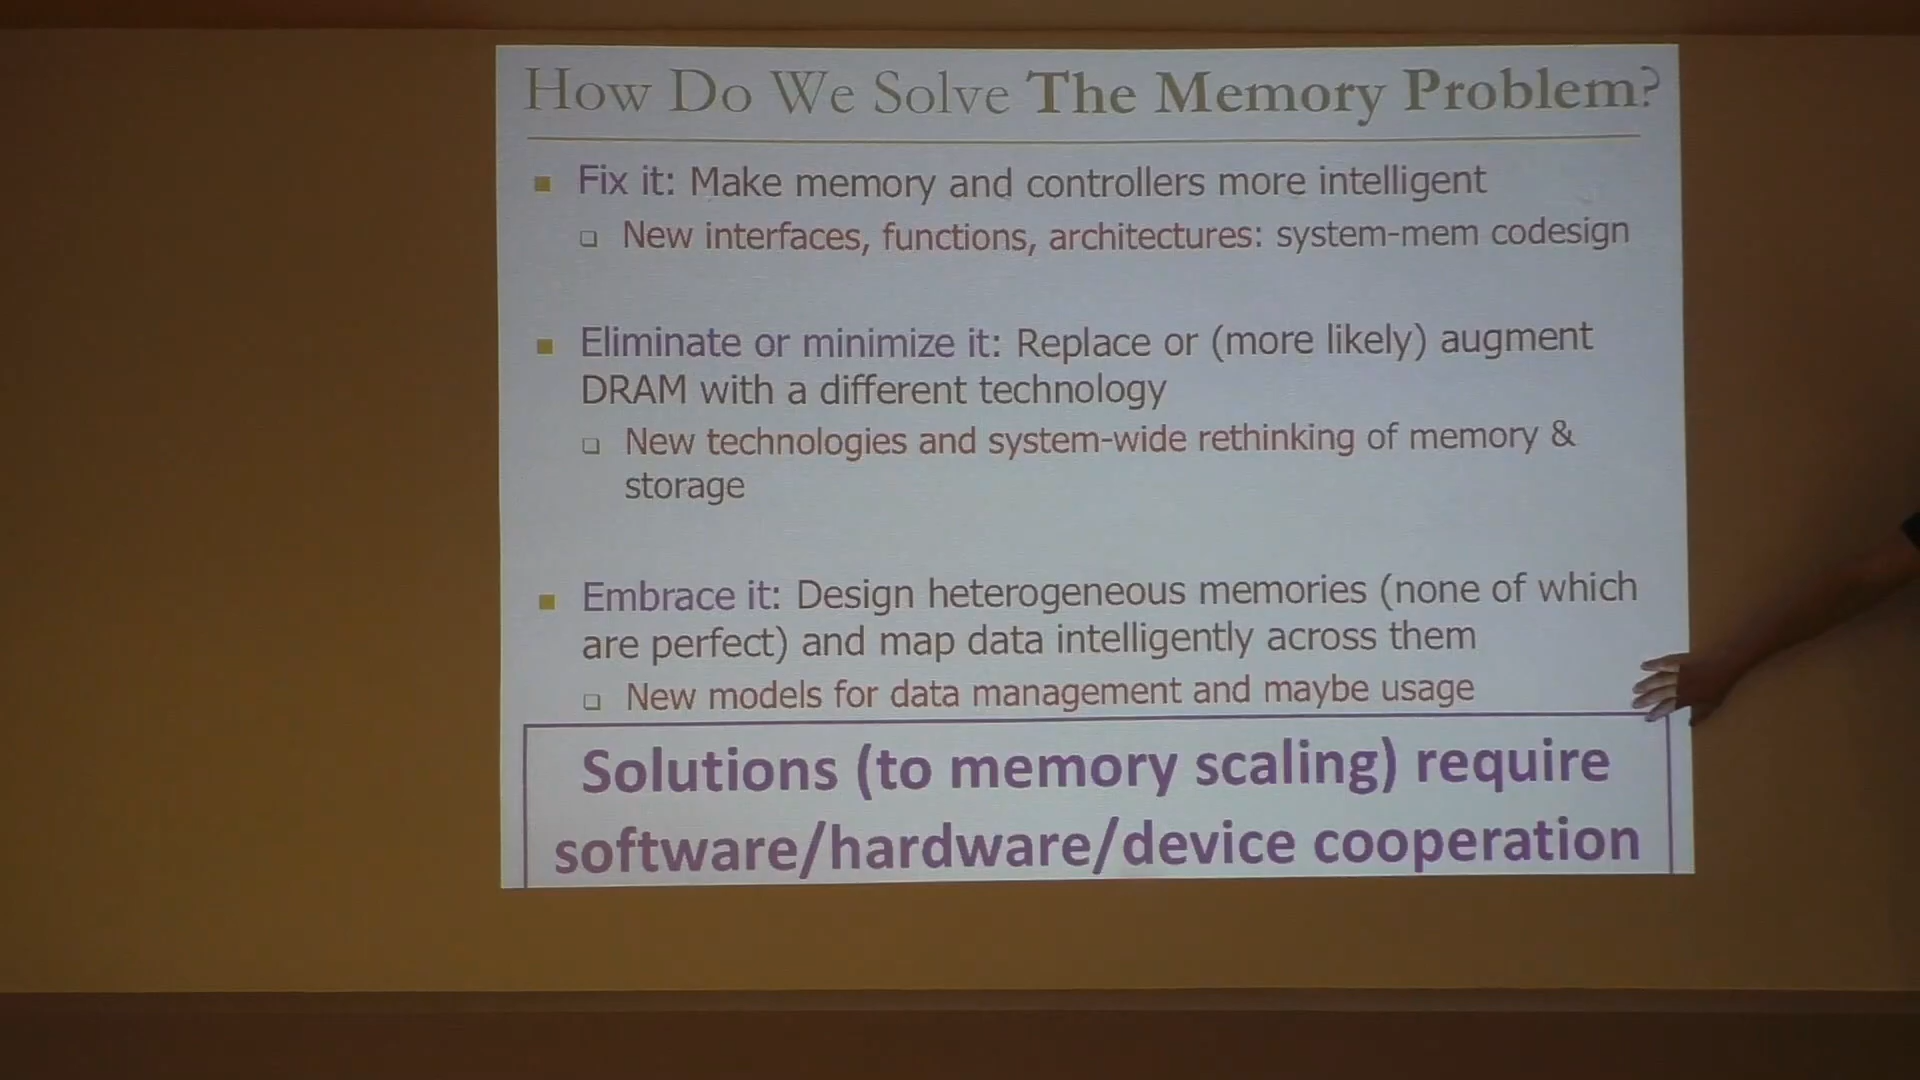 How Do We Solve The Memory Problem?
Fix it: Make memory and controllers more intelligent
New interfaces, functions, architectures: system-mem codesign
Eliminate or minimize it: Replace or (more likely) augment
DRAM with a different technology
New technologies and system-wide rethinking of memory &
storage
Embrace it: Design heterogeneous memories (none of which
are perfect) and map data intelligently across them
New models for data management and maybe usage
Solutions (to memory scaling) require
software/hardware/device cooperation